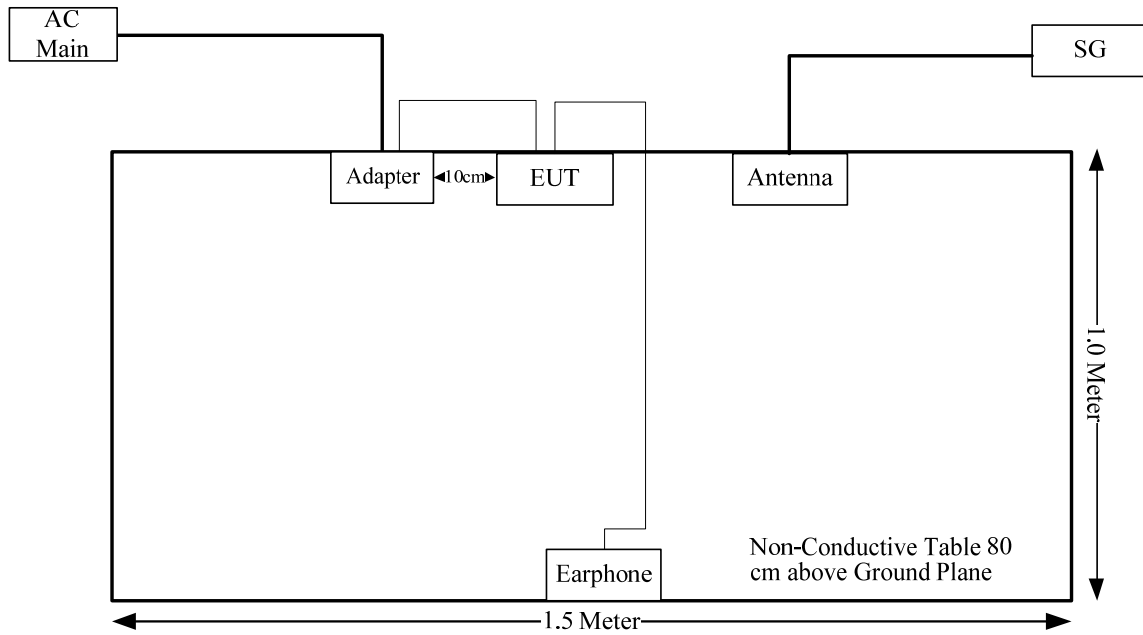 AC
Main
SG
Adapter
10cm
EUT
Antenna
1.0 Meter
Earphone
Non-Conductive Table 80
cm above Ground Plane
1.5 Meter